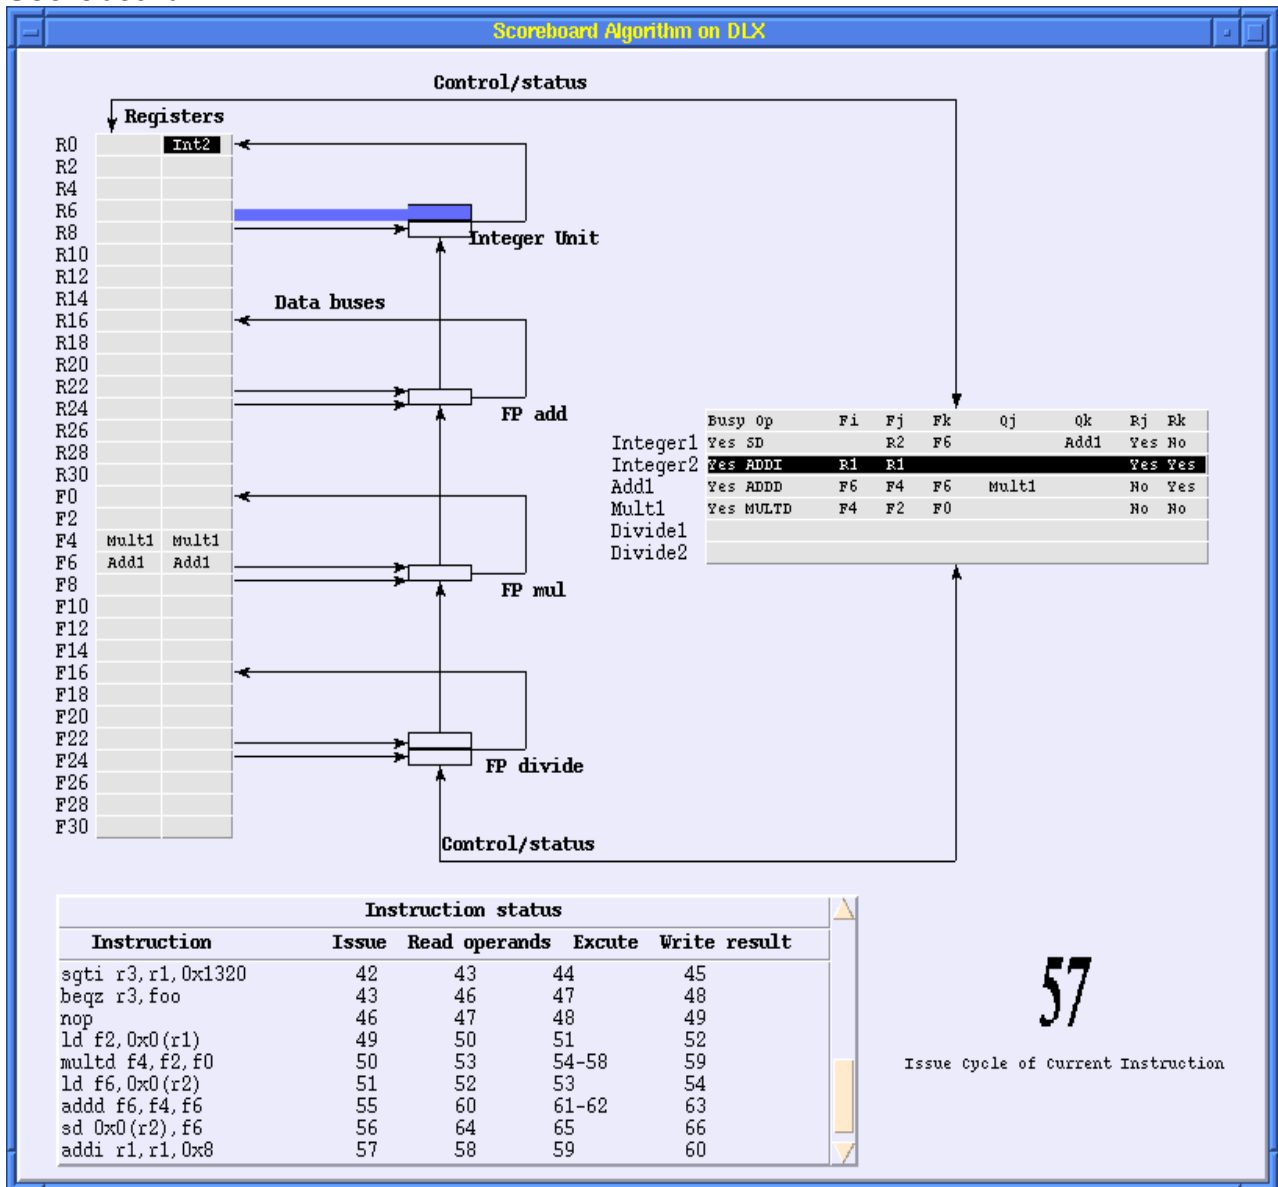 Scoreboard Algorithm on DLX
Control/status
Registers
R0 Int2
R2
R4
R6
R8
Integer Unit
R10
R12
R14
Data buses
R16
R18
R20
R22
R24
FP add
R26
R28
R30
F0
F2
F4 Mult1 Mult1
F6 Add1 Add1
F8
FP mul
F10
F12
F14
F16
F18
F20
F22
F24
FP divide
F26
F28
F30
Control/status
Busy Op Fi Fj Fk Qj Qk Rj Rk
Integer1 Yes SD R2 F6 Add1 Yes No
Integer2 Yes ADDI R1 R1 Yes Yes
Add1 Yes ADDD F6 F4 F6 Mult1 No Yes
Mult1 Yes MULTD F4 F2 F0 No No
Divide1
Divide2
Instruction status
Instruction Issue Read operands Excute Write result
sgti r3,r1,0x1320 42 43 44 45
beqz r3,foo 43 46 47 48
nop 46 47 48 49
ld f2,0x0(r1) 49 50 51 52
multd f4,f2,f0 50 53 54-58 59
ld f6,0x0(r2) 51 52 53 54
addd f6,f4,f6 55 60 61-62 63
sd 0x0(r2),f6 56 64 65 66
addi r1,r1,0x8 57 58 59 60
57
Issue Cycle of Current Instruction